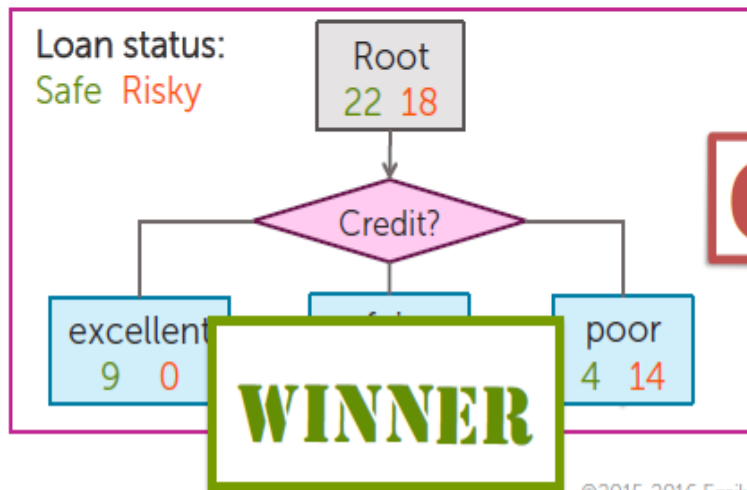 Loan status:
Safe Risky
Root
22 18
Credit?
excellent
9 0
poor
4 14
WINNER